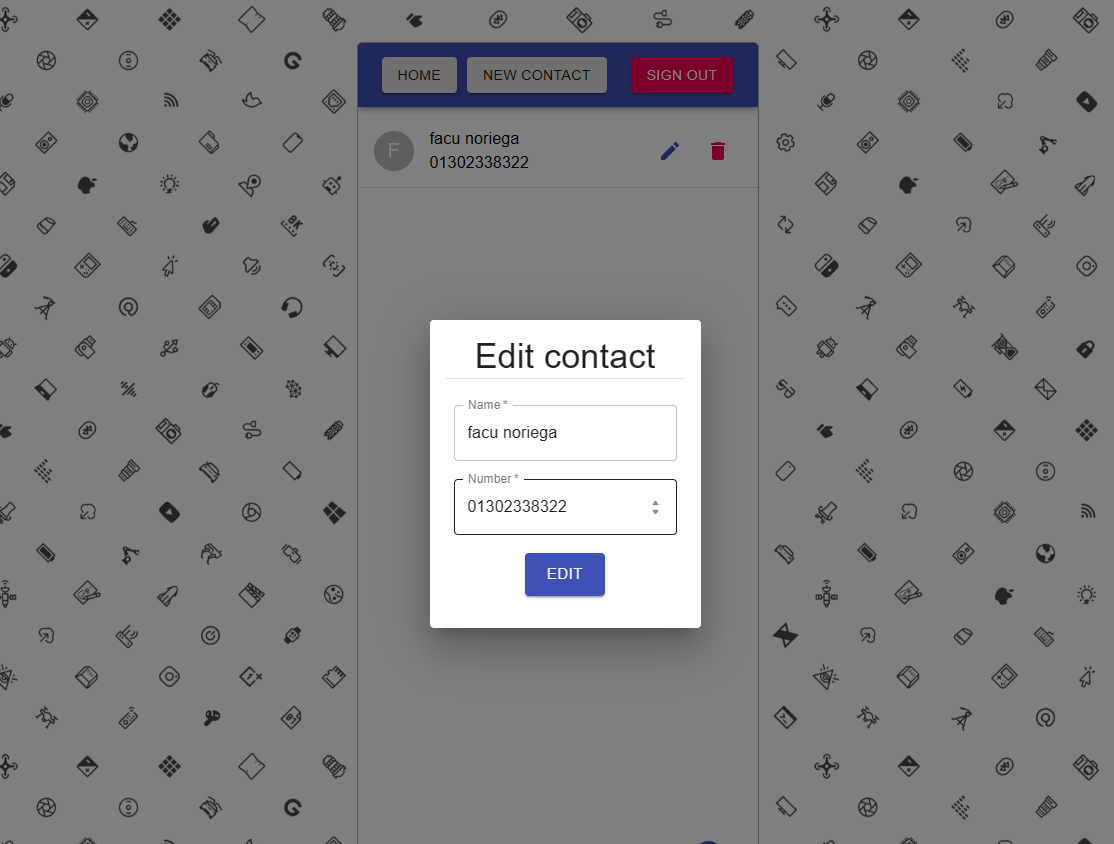 HOME NEW CONTACT SIGN OUT
F
facu noriega
01302338322
Edit contact
Name *
facu noriega
Number *
01302338322
EDIT